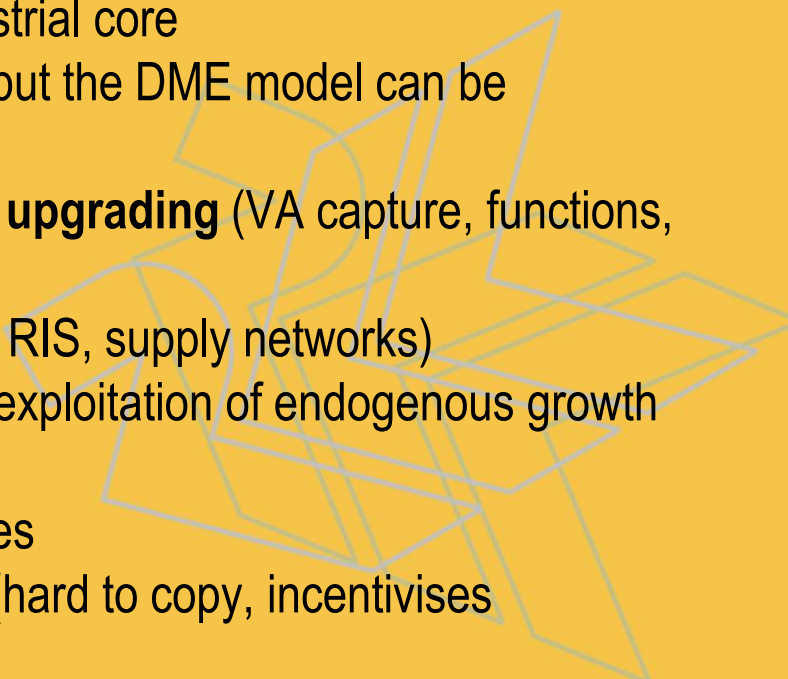 strial core
out the DME model can be
upgrading (VA capture, functions,
RIS, supply networks)
exploitation of endogenous growth
es
(hard to copy, incentivises